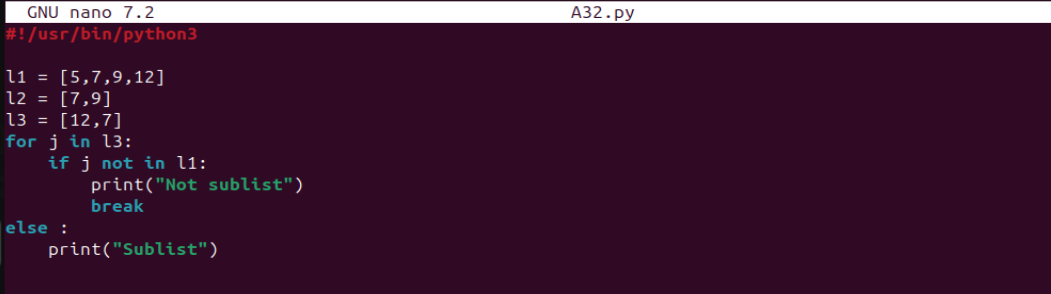 GNU nano 7.2 A32.py
#!/usr/bin/python3
l1 = [5,7,9,12]
l2 = [7,9]
l3 = [12,7]
for j in l3:
    if j not in l1:
        print("Not sublist")
        break
else :
    print("Sublist")